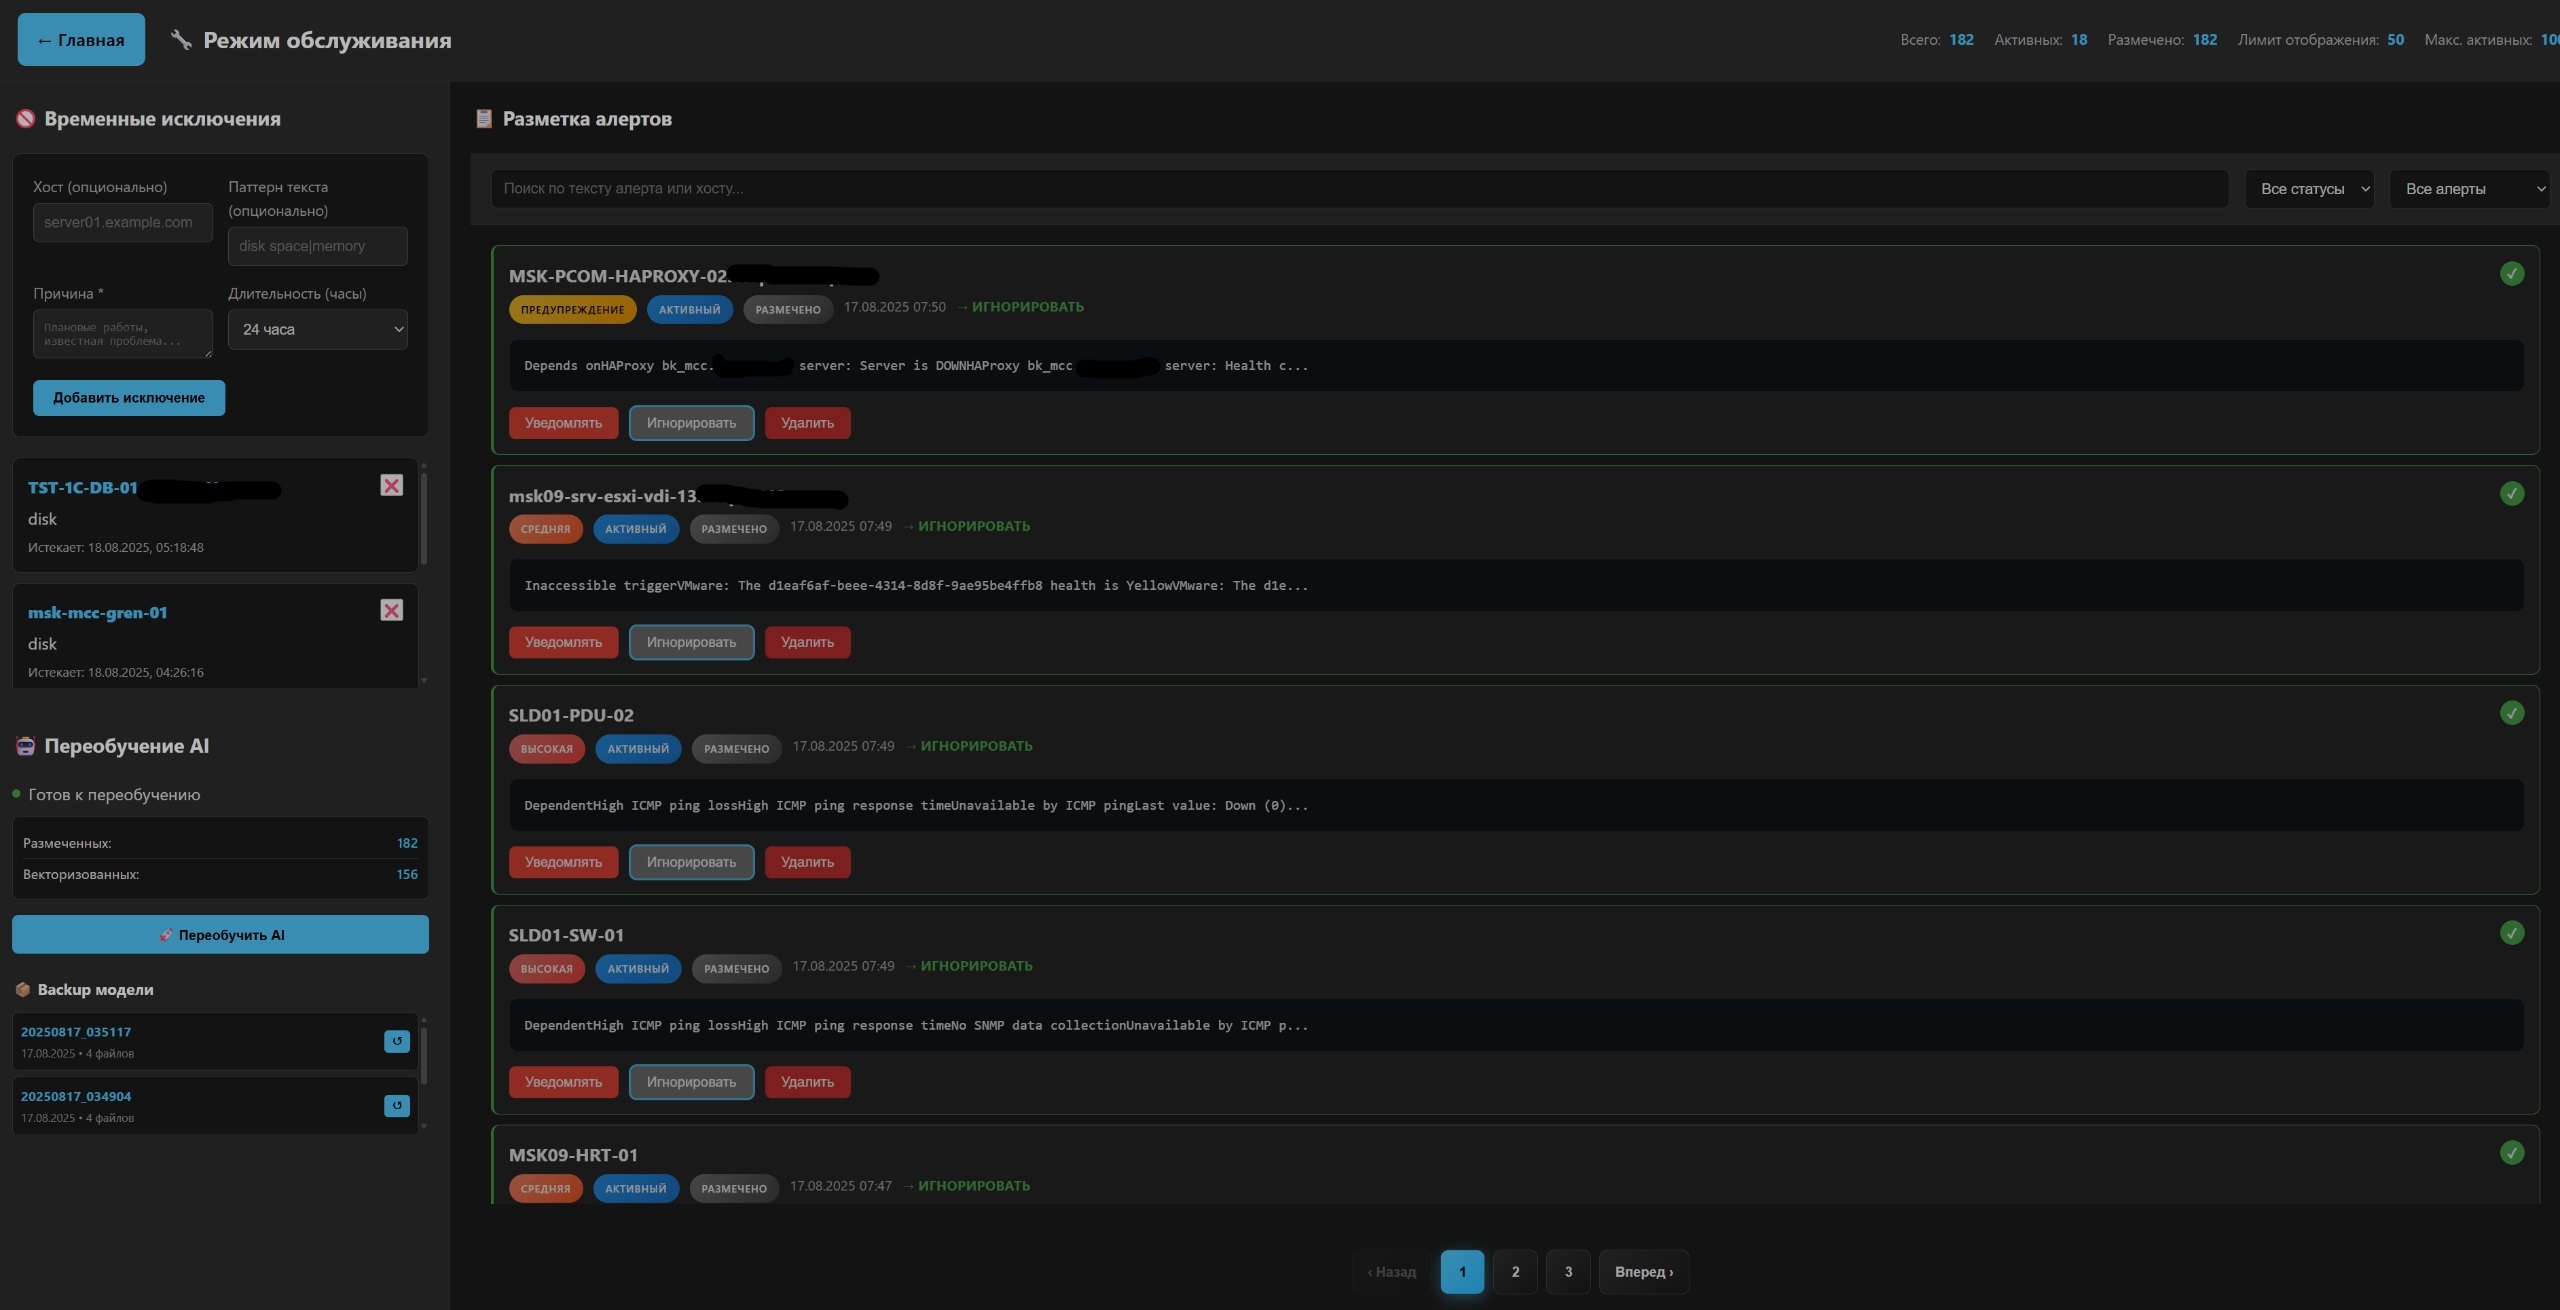 ← Главная
Режим обслуживания
Всего: 182 Активных: 18 Размечено: 182 Лимит отображения: 50 Макс. активных:
Временные исключения
Хост (опционально)
server01.example.com
Паттерн текста
(опционально)
disk space|memory
Причина *
Плановые работы,
известная проблема...
Длительность (часы)
24 часа
Добавить исключение
TST-1C-DB-01
disk
Истекает: 18.08.2025, 05:18:48
msk-mcc-gren-01
disk
Истекает: 18.08.2025, 04:26:16
Переобучение AI
Готов к переобучению
Размеченных: 182
Векторизованных: 156
Переобучить AI
Backup модели
20250817_035117
17.08.2025 • 4 файлов
20250817_034904
17.08.2025 • 4 файлов
Разметка алертов
Поиск по тексту алерта или хосту...
Все статусы
Все алерты
MSK-PCOM-HAPROXY-02
ПРЕДУПРЕЖДЕНИЕ АКТИВНЫЙ РАЗМЕЧЕНО 17.08.2025 07:50 → ИГНОРИРОВАТЬ
Depends onHAProxy bk_mcc. server: Server is DOWNHAProxy bk_mcc server: Health c...
Уведомлять Игнорировать Удалить
msk09-srv-esxi-vdi-13
СРЕДНЯЯ АКТИВНЫЙ РАЗМЕЧЕНО 17.08.2025 07:49 → ИГНОРИРОВАТЬ
Inaccessible triggerVMware: The d1eaf6af-beee-4314-8d8f-9ae95be4ffb8 health is YellowVMware: The d1e...
Уведомлять Игнорировать Удалить
SLD01-PDU-02
ВЫСОКАЯ АКТИВНЫЙ РАЗМЕЧЕНО 17.08.2025 07:49 → ИГНОРИРОВАТЬ
DependentHigh ICMP ping lossHigh ICMP ping response timeUnavailable by ICMP pingLast value: Down (0)...
Уведомлять Игнорировать Удалить
SLD01-SW-01
ВЫСОКАЯ АКТИВНЫЙ РАЗМЕЧЕНО 17.08.2025 07:49 → ИГНОРИРОВАТЬ
DependentHigh ICMP ping lossHigh ICMP ping response timeNo SNMP data collectionUnavailable by ICMP p...
Уведомлять Игнорировать Удалить
MSK09-HRT-01
СРЕДНЯЯ АКТИВНЫЙ РАЗМЕЧЕНО 17.08.2025 07:47 → ИГНОРИРОВАТЬ
‹ Назад 1 2 3 Вперед ›